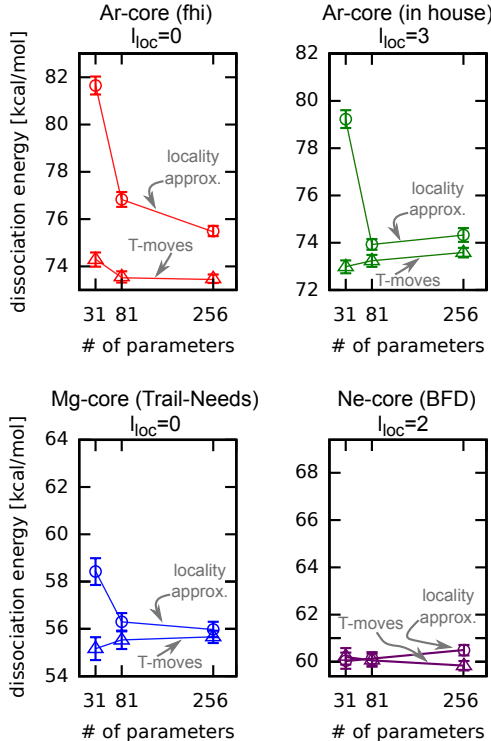 Ar-core (fhi)
l_loc=0
dissociation energy [kcal/mol]
82
80
78
76
74
locality
approx.
T-moves
31 81 256
# of parameters
Ar-core (in house)
l_loc=3
82
80
78
76
74
72
locality
approx.
T-moves
31 81 256
# of parameters
Mg-core (Trail-Needs)
l_loc=0
dissociation energy [kcal/mol]
64
62
60
58
56
54
locality
approx.
T-moves
31 81 256
# of parameters
Ne-core (BFD)
l_loc=2
68
66
64
62
60
T-moves
locality
approx.
31 81 256
# of parameters